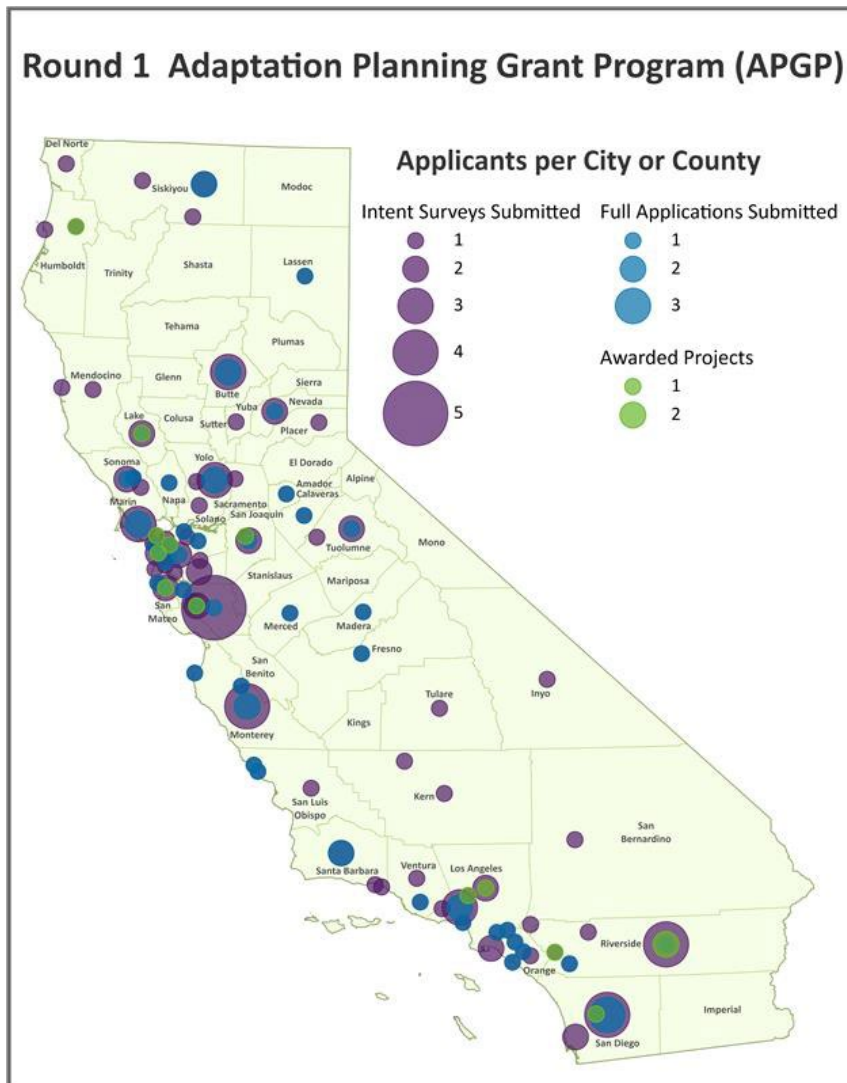 Round 1 Adaptation Planning Grant Program (APGP)
Applicants per City or County
Intent Surveys Submitted
1
2
3
4
5
Full Applications Submitted
1
2
3
Awarded Projects
1
2
Del Norte
Siskiyou
Modoc
Humboldt
Trinity
Shasta
Lassen
Tehama
Plumas
Mendocino
Glenn
Butte
Sierra
Lake
Colusa
Yuba
Nevada
Sutter
Placer
Sonoma
Yolo
El Dorado
Marin
Napa
Sacramento
Amador
Alpine
Calaveras
Solano
San Joaquin
Tuolumne
Mono
Stanislaus
Mariposa
San
Mateo
Merced
Madera
Fresno
San
Benito
Tulare
Inyo
Kings
Monterey
San Luis
Obispo
Kern
San
Bernardino
Santa Barbara
Ventura
Los Angeles
Riverside
Orange
San Diego
Imperial